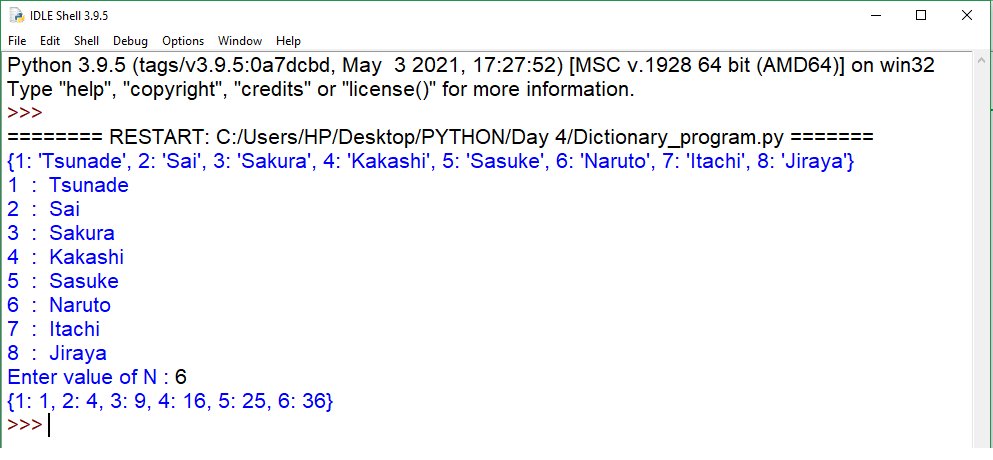 IDLE Shell 3.9.5
File Edit Shell Debug Options Window Help
Python 3.9.5 (tags/v3.9.5:0a7dcbd, May  3 2021, 17:27:52) [MSC v.1928 64 bit (AMD64)] on win32
Type "help", "copyright", "credits" or "license()" for more information.
>>>
======== RESTART: C:/Users/HP/Desktop/PYTHON/Day 4/Dictionary_program.py =======
{1: 'Tsunade', 2: 'Sai', 3: 'Sakura', 4: 'Kakashi', 5: 'Sasuke', 6: 'Naruto', 7: 'Itachi', 8: 'Jiraya'}
1  :  Tsunade
2  :  Sai
3  :  Sakura
4  :  Kakashi
5  :  Sasuke
6  :  Naruto
7  :  Itachi
8  :  Jiraya
Enter value of N : 6
{1: 1, 2: 4, 3: 9, 4: 16, 5: 25, 6: 36}
>>>